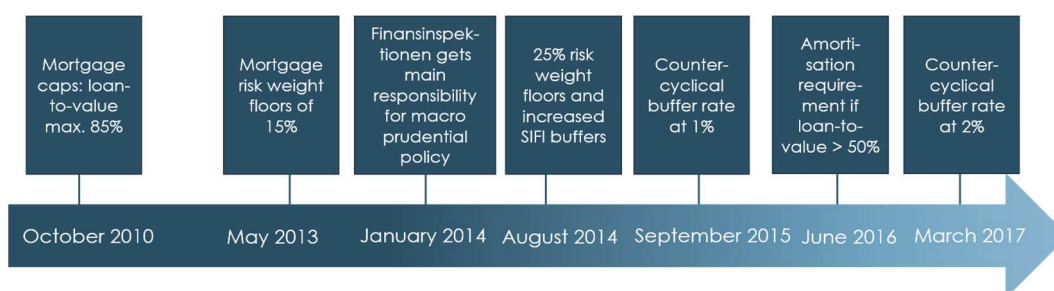 Mortgage
caps: loan-
to-value
max. 85%
Mortgage
risk weight
floors of
15%
Finansinspek-
tionen gets
main
responsibility
for macro
prudential
policy
25% risk
weight
floors and
increased
SIFI buffers
Counter-
cyclical
buffer rate
at 1%
Amorti-
sation
require-
ment if
loan-to-
value > 50%
Counter-
cyclical
buffer rate
at 2%
October 2010
May 2013
January 2014
August 2014
September 2015
June 2016
March 2017